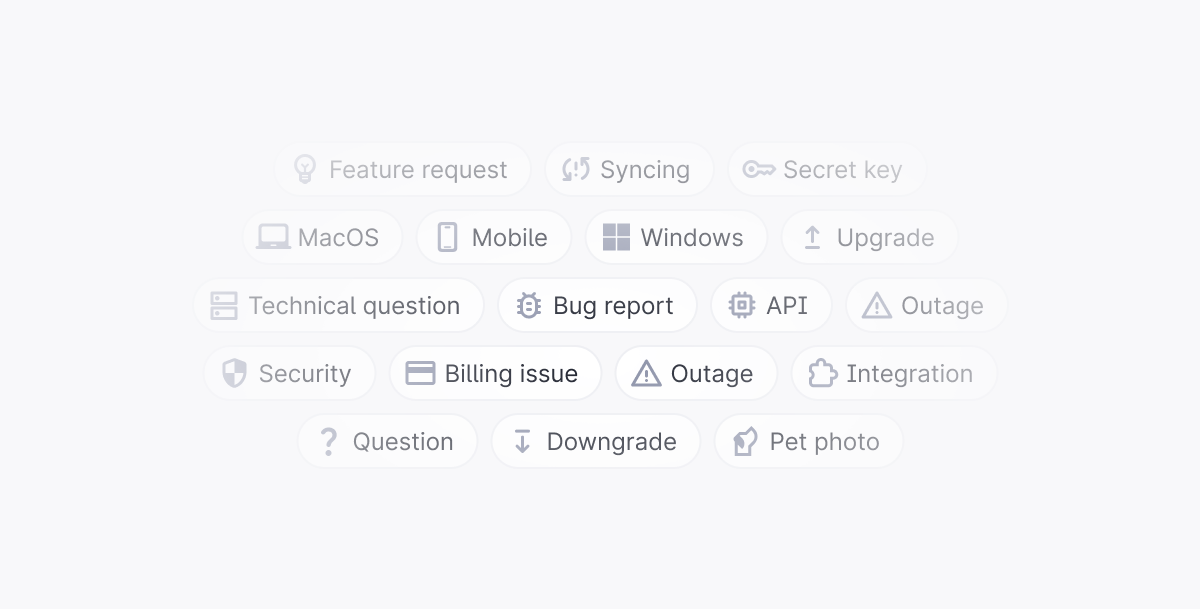 Feature request Syncing Secret key
MacOS Mobile Windows Upgrade
Technical question Bug report API Outage
Security Billing issue Outage Integration
Question Downgrade Pet photo